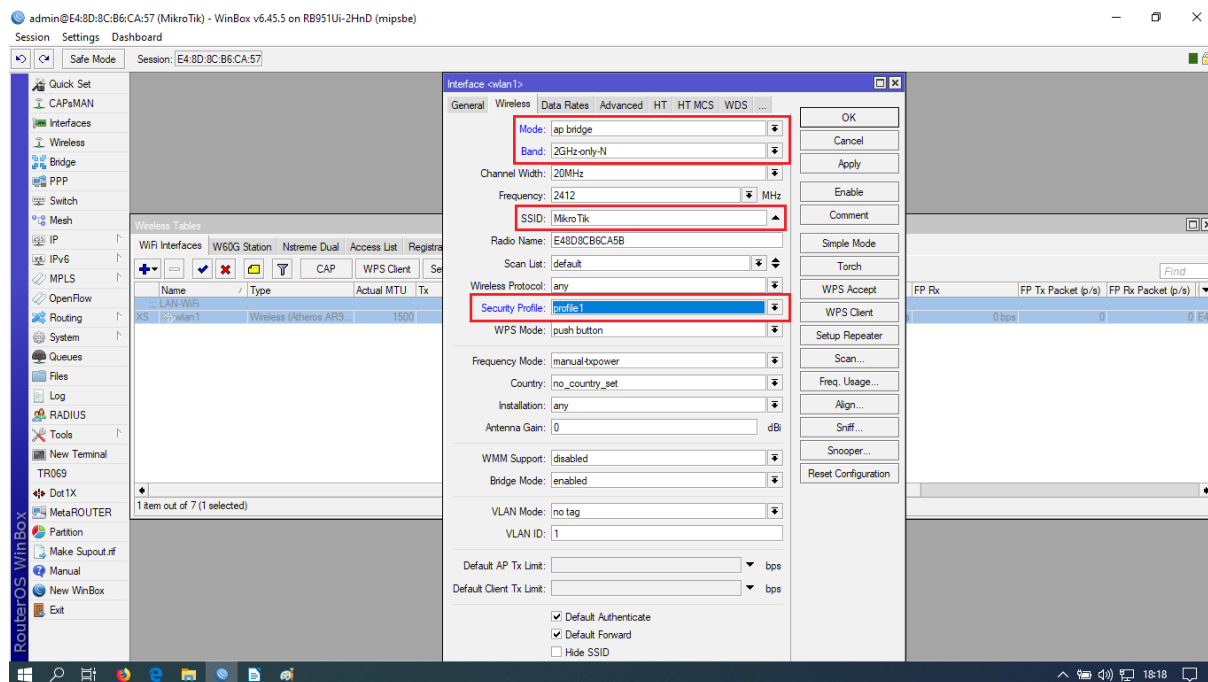 admin@E4:8D:8C:B6:CA:57 (MikroTik) - WinBox v6.45.5 on RB951Ui-2HnD (mipsbe)
Session Settings Dashboard
Safe Mode Session: E4:8D:8C:B6:CA:57
Quick Set
CAPsMAN
Interfaces
Wireless
Bridge
PPP
Switch
Mesh
IP
IPv6
MPLS
OpenFlow
Routing
System
Queues
Files
Log
RADIUS
Tools
New Terminal
TR069
Dot1X
MetaROUTER
Partition
Make Supout.rif
Manual
New WinBox
Exit
RouterOS WinBox
Wireless Tables
WiFi Interfaces W60G Station Nstreme Dual Access List Registra
CAP WPS Client Se
Find
Name / Type Actual MTU Tx FP Rx FP Tx Packet (p/s) FP Rx Packet (p/s)
::: LAN-WiFi
XS wlan1 Wireless (Atheros AR9... 1500 0 bps 0 0 E4
1 item out of 7 (1 selected)
Interface <wlan1>
General Wireless Data Rates Advanced HT HT MCS WDS ...
Mode: ap bridge
Band: 2GHz-only-N
Channel Width: 20MHz
Frequency: 2412 MHz
SSID: MikroTik
Radio Name: E48D8CB6CA5B
Scan List: default
Wireless Protocol: any
Security Profile: profile1
WPS Mode: push button
Frequency Mode: manual-txpower
Country: no_country_set
Installation: any
Antenna Gain: 0 dBi
WMM Support: disabled
Bridge Mode: enabled
VLAN Mode: no tag
VLAN ID: 1
Default AP Tx Limit: bps
Default Client Tx Limit: bps
Default Authenticate
Default Forward
Hide SSID
OK
Cancel
Apply
Enable
Comment
Simple Mode
Torch
WPS Accept
WPS Client
Setup Repeater
Scan...
Freq. Usage...
Align...
Sniff...
Snooper...
Reset Configuration
18:18